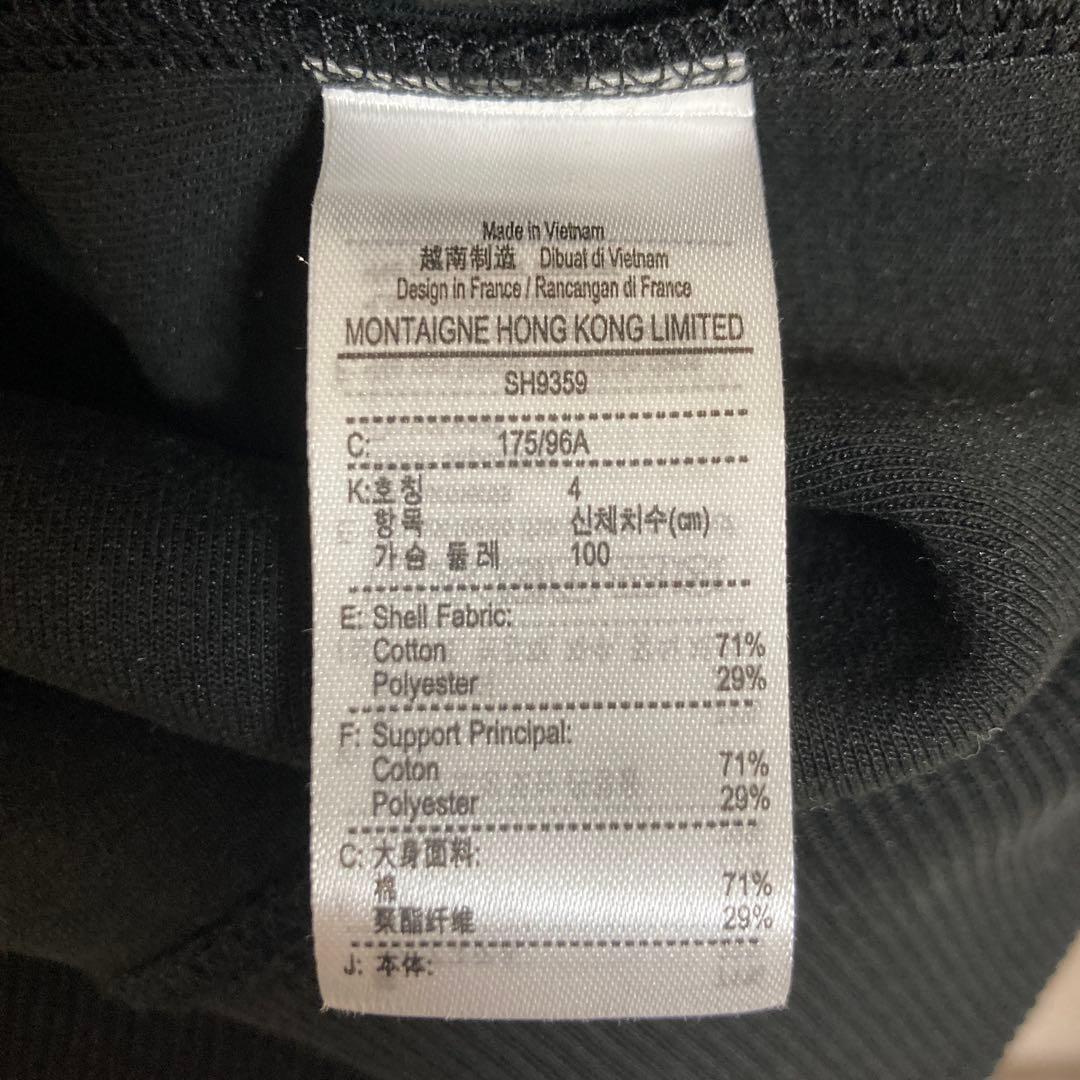 Made in Vietnam
越南制造 Dibuat di Vietnam
Design in France / Rancangan di France
MONTAIGNE HONG KONG LIMITED
SH9359
C: 175/96A
K:호칭 4
항목 신체치수(cm)
가슴 둘레 100
E: Shell Fabric:
Cotton 71%
Polyester 29%
F: Support Principal:
Coton 71%
Polyester 29%
C: 大身面料:
棉 71%
聚酯纤维 29%
J: 本体: